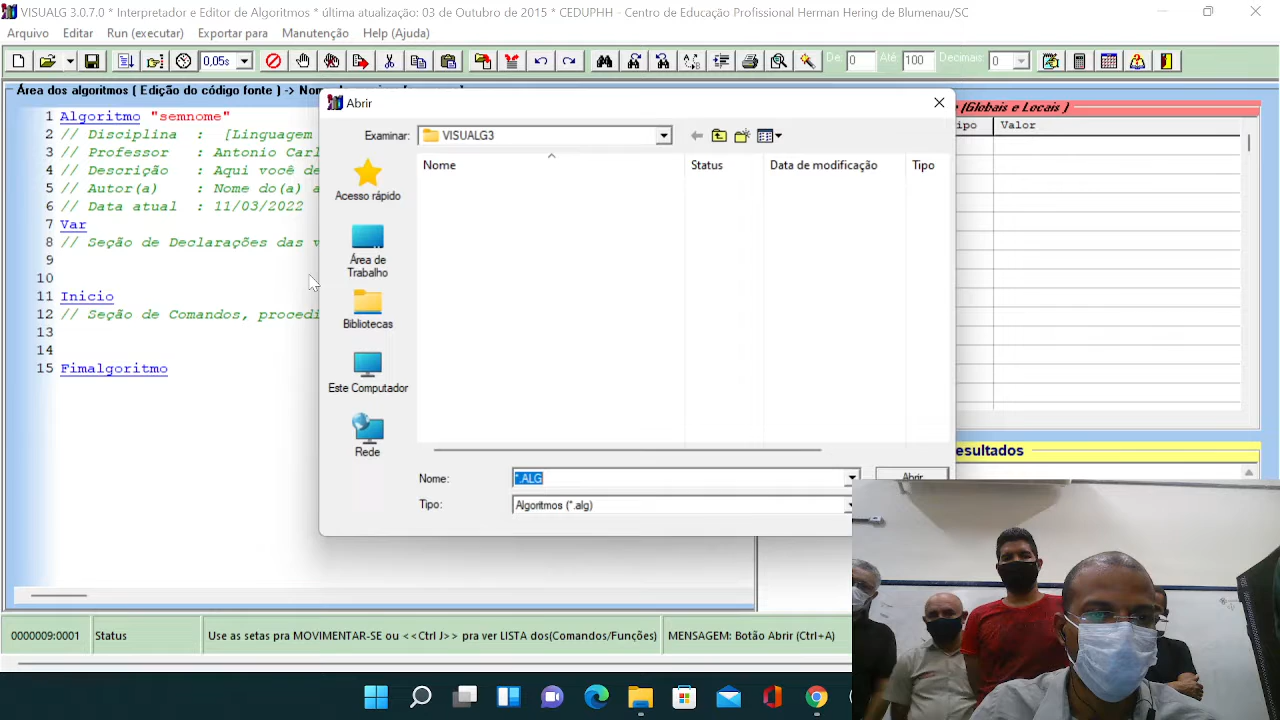 VISUALG 3.0.7.0 * Interpretador e Editor de Algoritmos * última atualização: 03 de Outubro de 2015 * CEDUPHH - Centro de Educação Profissional Herman Hering de Blumenau/SC
Arquivo Editar Run (executar) Exportar para Manutenção Help (Ajuda)
0,05s De: 0 Até 100 Decimais: 0
Área dos algoritmos ( Edição do código fonte ) -> No
(Globais e Locais )
ipo Valor
1 Algoritmo "semnome"
2 // Disciplina : [Linguagem
3 // Professor : Antonio Carl
4 // Descrição : Aqui você de
5 // Autor(a) : Nome do(a) a
6 // Data atual : 11/03/2022
7 Var
8 // Seção de Declarações das v
9
10
11 Inicio
12 // Seção de Comandos, procedi
13
14
15 Fimalgoritmo
Abrir
Examinar: VISUALG3
Nome Status Data de modificação Tipo
Acesso rápido
Área de
Trabalho
Bibliotecas
Este Computador
Rede
Nome: *.ALG Abrir
Tipo: Algoritmos (*.alg)
esultados
0000009:0001 Status Use as setas pra MOVIMENTAR-SE ou <<Ctrl J>> pra ver LISTA dos(Comandos/Funções) MENSAGEM: Botão Abrir (Ctrl+A)